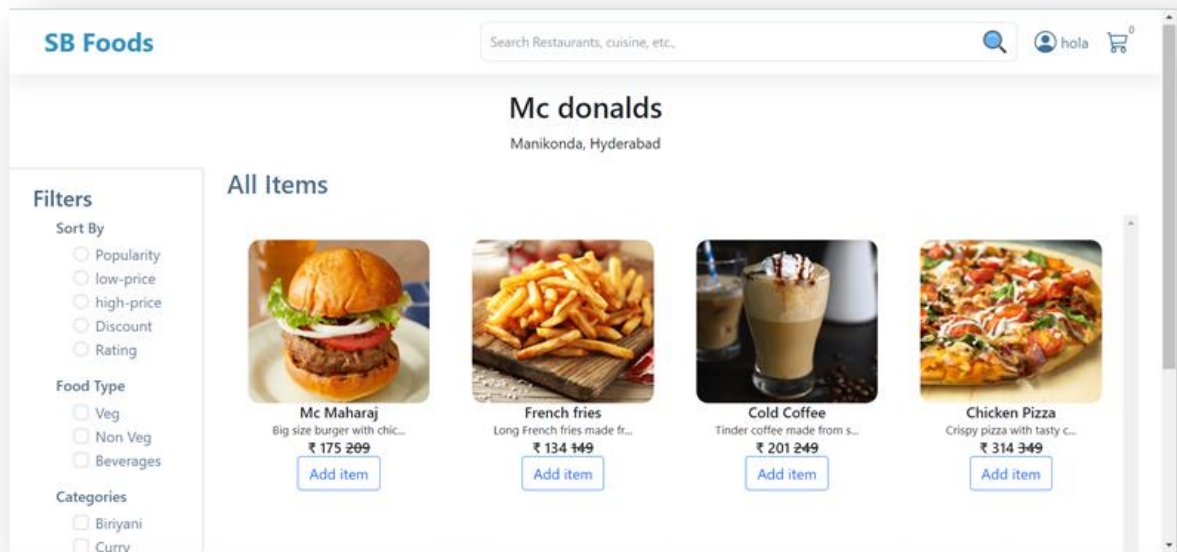 SB Foods
Search Restaurants, cuisine, etc.,
hola
0
Mc donalds
Manikonda, Hyderabad
Filters
Sort By
Popularity
low-price
high-price
Discount
Rating
Food Type
Veg
Non Veg
Beverages
Categories
Biriyani
Curry
All Items
Mc Maharaj
Big size burger with chic...
₹ 175 209
Add item
French fries
Long French fries made fr...
₹ 134 149
Add item
Cold Coffee
Tinder coffee made from s...
₹ 201 249
Add item
Chicken Pizza
Crispy pizza with tasty c...
₹ 314 349
Add item